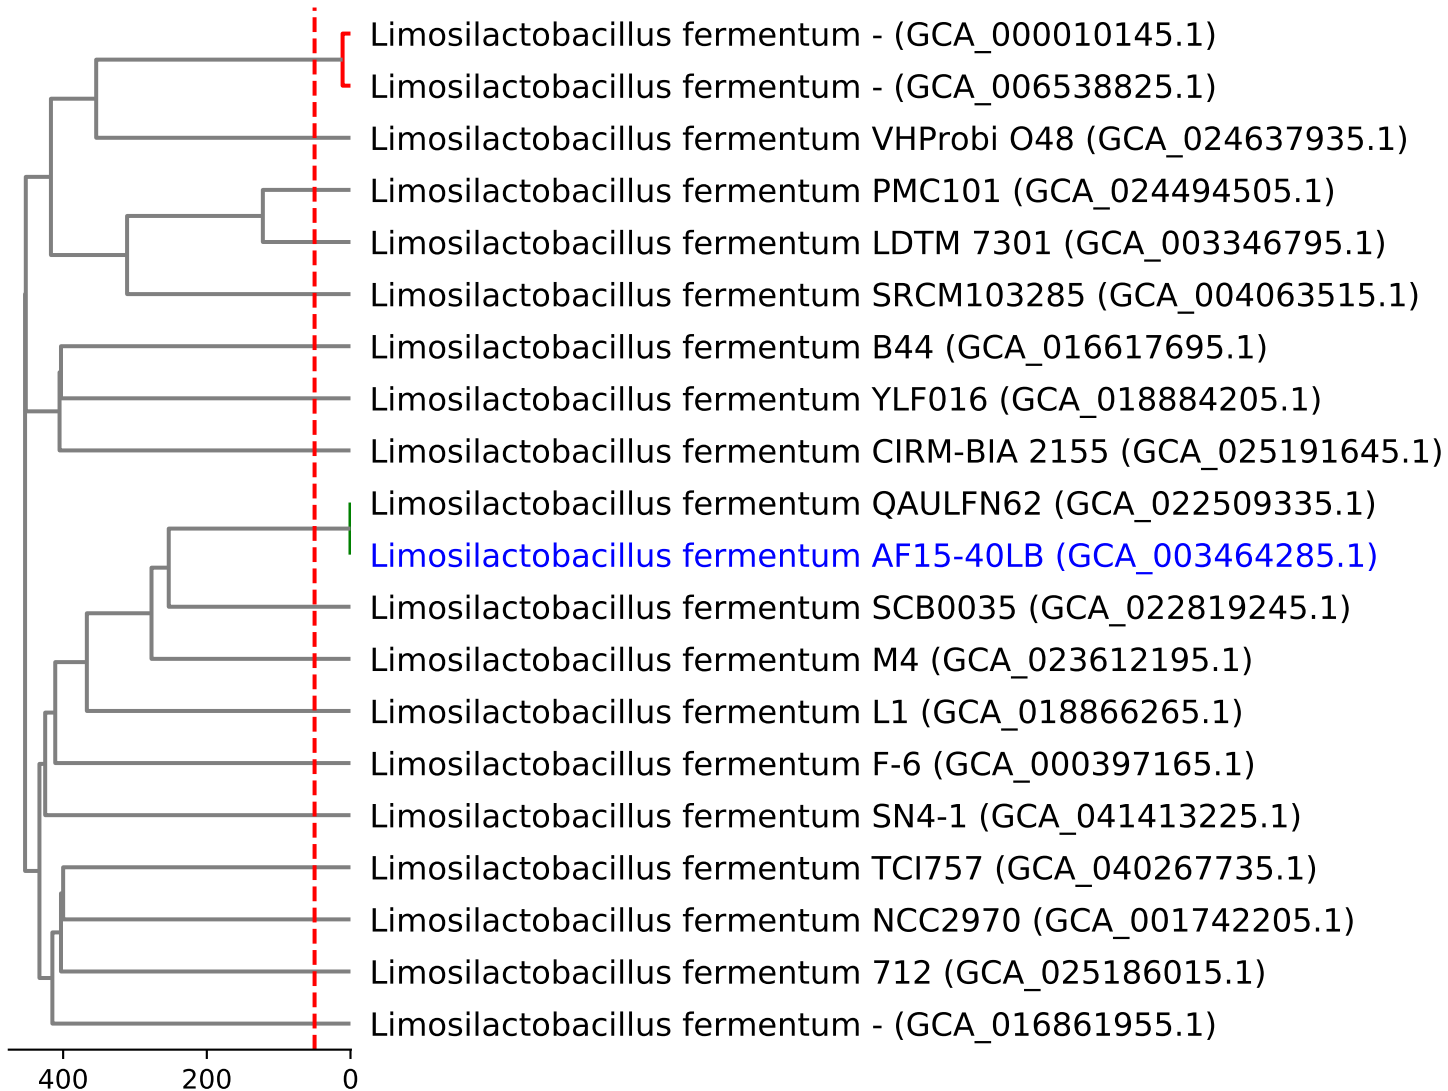 Limosilactobacillus fermentum - (GCA_000010145.1)
Limosilactobacillus fermentum - (GCA_006538825.1)
Limosilactobacillus fermentum VHProbi O48 (GCA_024637935.1)
Limosilactobacillus fermentum PMC101 (GCA_024494505.1)
Limosilactobacillus fermentum LDTM 7301 (GCA_003346795.1)
Limosilactobacillus fermentum SRCM103285 (GCA_004063515.1)
Limosilactobacillus fermentum B44 (GCA_016617695.1)
Limosilactobacillus fermentum YLF016 (GCA_018884205.1)
Limosilactobacillus fermentum CIRM-BIA 2155 (GCA_025191645.1)
Limosilactobacillus fermentum QAULFN62 (GCA_022509335.1)
Limosilactobacillus fermentum AF15-40LB (GCA_003464285.1)
Limosilactobacillus fermentum SCB0035 (GCA_022819245.1)
Limosilactobacillus fermentum M4 (GCA_023612195.1)
Limosilactobacillus fermentum L1 (GCA_018866265.1)
Limosilactobacillus fermentum F-6 (GCA_000397165.1)
Limosilactobacillus fermentum SN4-1 (GCA_041413225.1)
Limosilactobacillus fermentum TCI757 (GCA_040267735.1)
Limosilactobacillus fermentum NCC2970 (GCA_001742205.1)
Limosilactobacillus fermentum 712 (GCA_025186015.1)
Limosilactobacillus fermentum - (GCA_016861955.1)
400 200 0